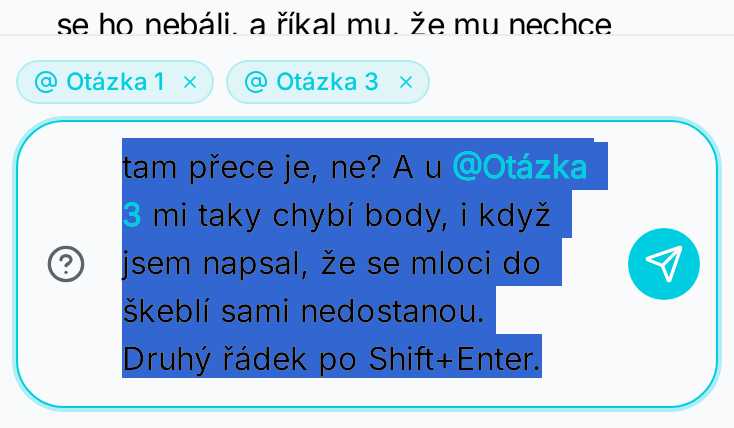 se ho nebáli, a říkal mu, že mu nechce
@ Otázka 1 ×
@ Otázka 3 ×
tam přece je, ne? A u @Otázka
3 mi taky chybí body, i když
jsem napsal, že se mloci do
škeblí sami nedostanou.
Druhý řádek po Shift+Enter.